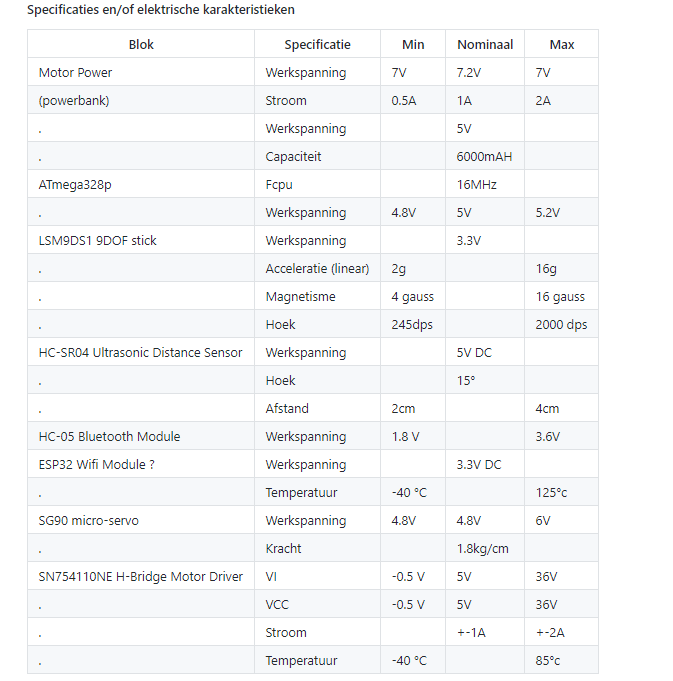 Specificaties en/of elektrische karakteristieken
Blok Specificatie Min Nominaal Max
Motor Power Werkspanning 7V 7.2V 7V
(powerbank) Stroom 0.5A 1A 2A
. Werkspanning 5V
. Capaciteit 6000mAH
ATmega328p Fcpu 16MHz
. Werkspanning 4.8V 5V 5.2V
LSM9DS1 9DOF stick Werkspanning 3.3V
. Acceleratie (linear) 2g 16g
. Magnetisme 4 gauss 16 gauss
. Hoek 245dps 2000 dps
HC-SR04 Ultrasonic Distance Sensor Werkspanning 5V DC
. Hoek 15°
. Afstand 2cm 4cm
HC-05 Bluetooth Module Werkspanning 1.8 V 3.6V
ESP32 Wifi Module ? Werkspanning 3.3V DC
. Temperatuur -40 °C 125°c
SG90 micro-servo Werkspanning 4.8V 4.8V 6V
. Kracht 1.8kg/cm
SN754110NE H-Bridge Motor Driver VI -0.5 V 5V 36V
. VCC -0.5 V 5V 36V
. Stroom +-1A +-2A
. Temperatuur -40 °C 85°c